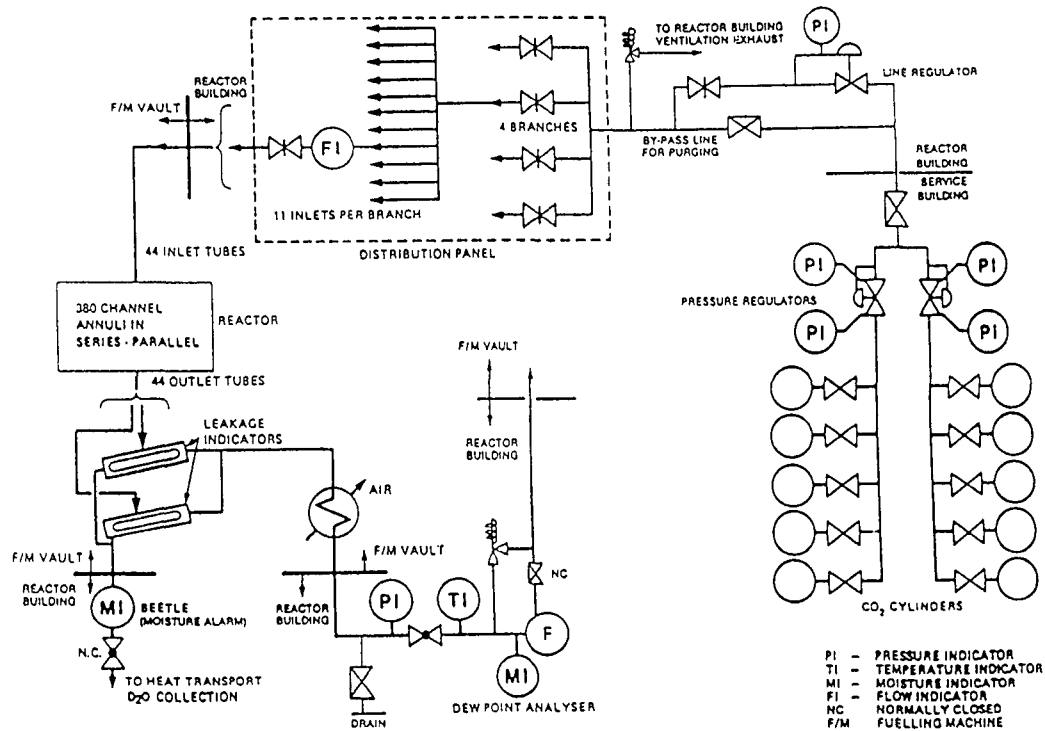 TO REACTOR BUILDING
VENTILATION EXHAUST
PI
LINE REGULATOR
REACTOR
BUILDING
F/M VAULT
4 BRANCHES
BY-PASS LINE
FOR PURGING
FI
11 INLETS PER BRANCH
DISTRIBUTION PANEL
REACTOR
BUILDING
SERVICE
BUILDING
44 INLET TUBES
380 CHANNEL
ANNULI IN
SERIES - PARALLEL
REACTOR
44 OUTLET TUBES
PI
PI
PRESSURE REGULATORS
PI
PI
F/M VAULT
REACTOR
BUILDING
LEAKAGE
INDICATORS
AIR
F/M VAULT
REACTOR
BUILDING
MI
BEETLE
(MOISTURE ALARM)
N.C.
TO HEAT TRANSPORT
D2O COLLECTION
F/M VAULT
REACTOR
BUILDING
PI
TI
NC
F
MI
DEW POINT ANALYSER
DRAIN
CO2 CYLINDERS
PI – PRESSURE INDICATOR
TI – TEMPERATURE INDICATOR
MI – MOISTURE INDICATOR
FI – FLOW INDICATOR
NC NORMALLY CLOSED
F/M FUELLING MACHINE